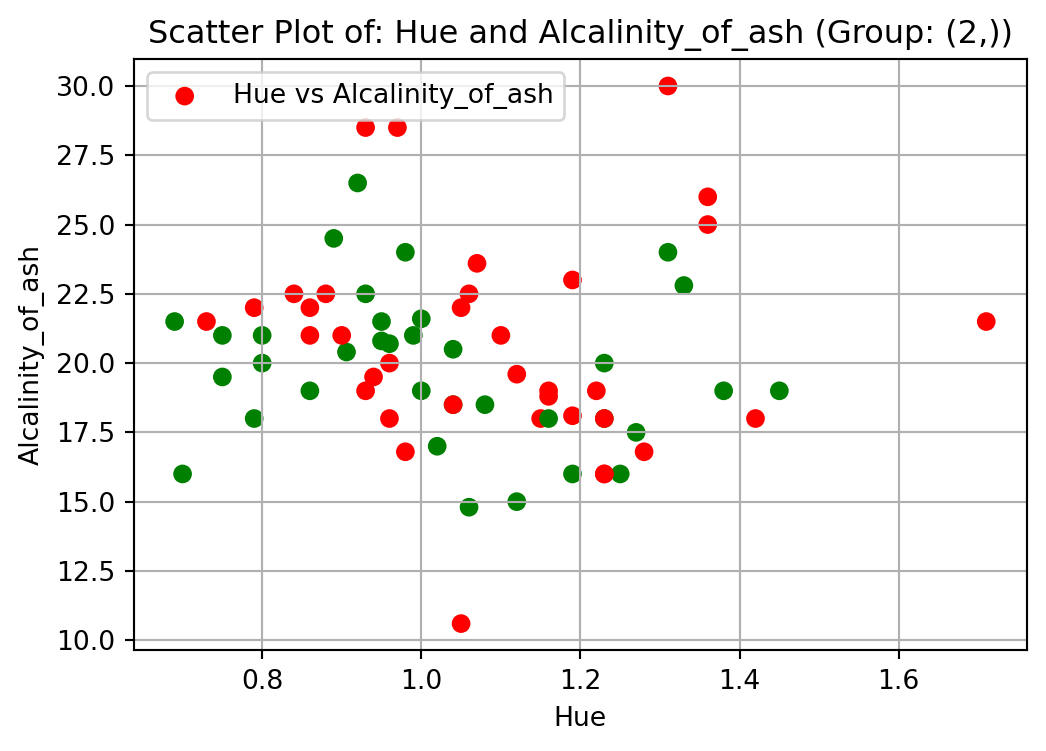 Scatter Plot of: Hue and Alcalinity_of_ash (Group: (2,))
Hue vs Alcalinity_of_ash
30.0
27.5
25.0
22.5
20.0
17.5
15.0
12.5
10.0
Alcalinity_of_ash
0.8 1.0 1.2 1.4 1.6
Hue